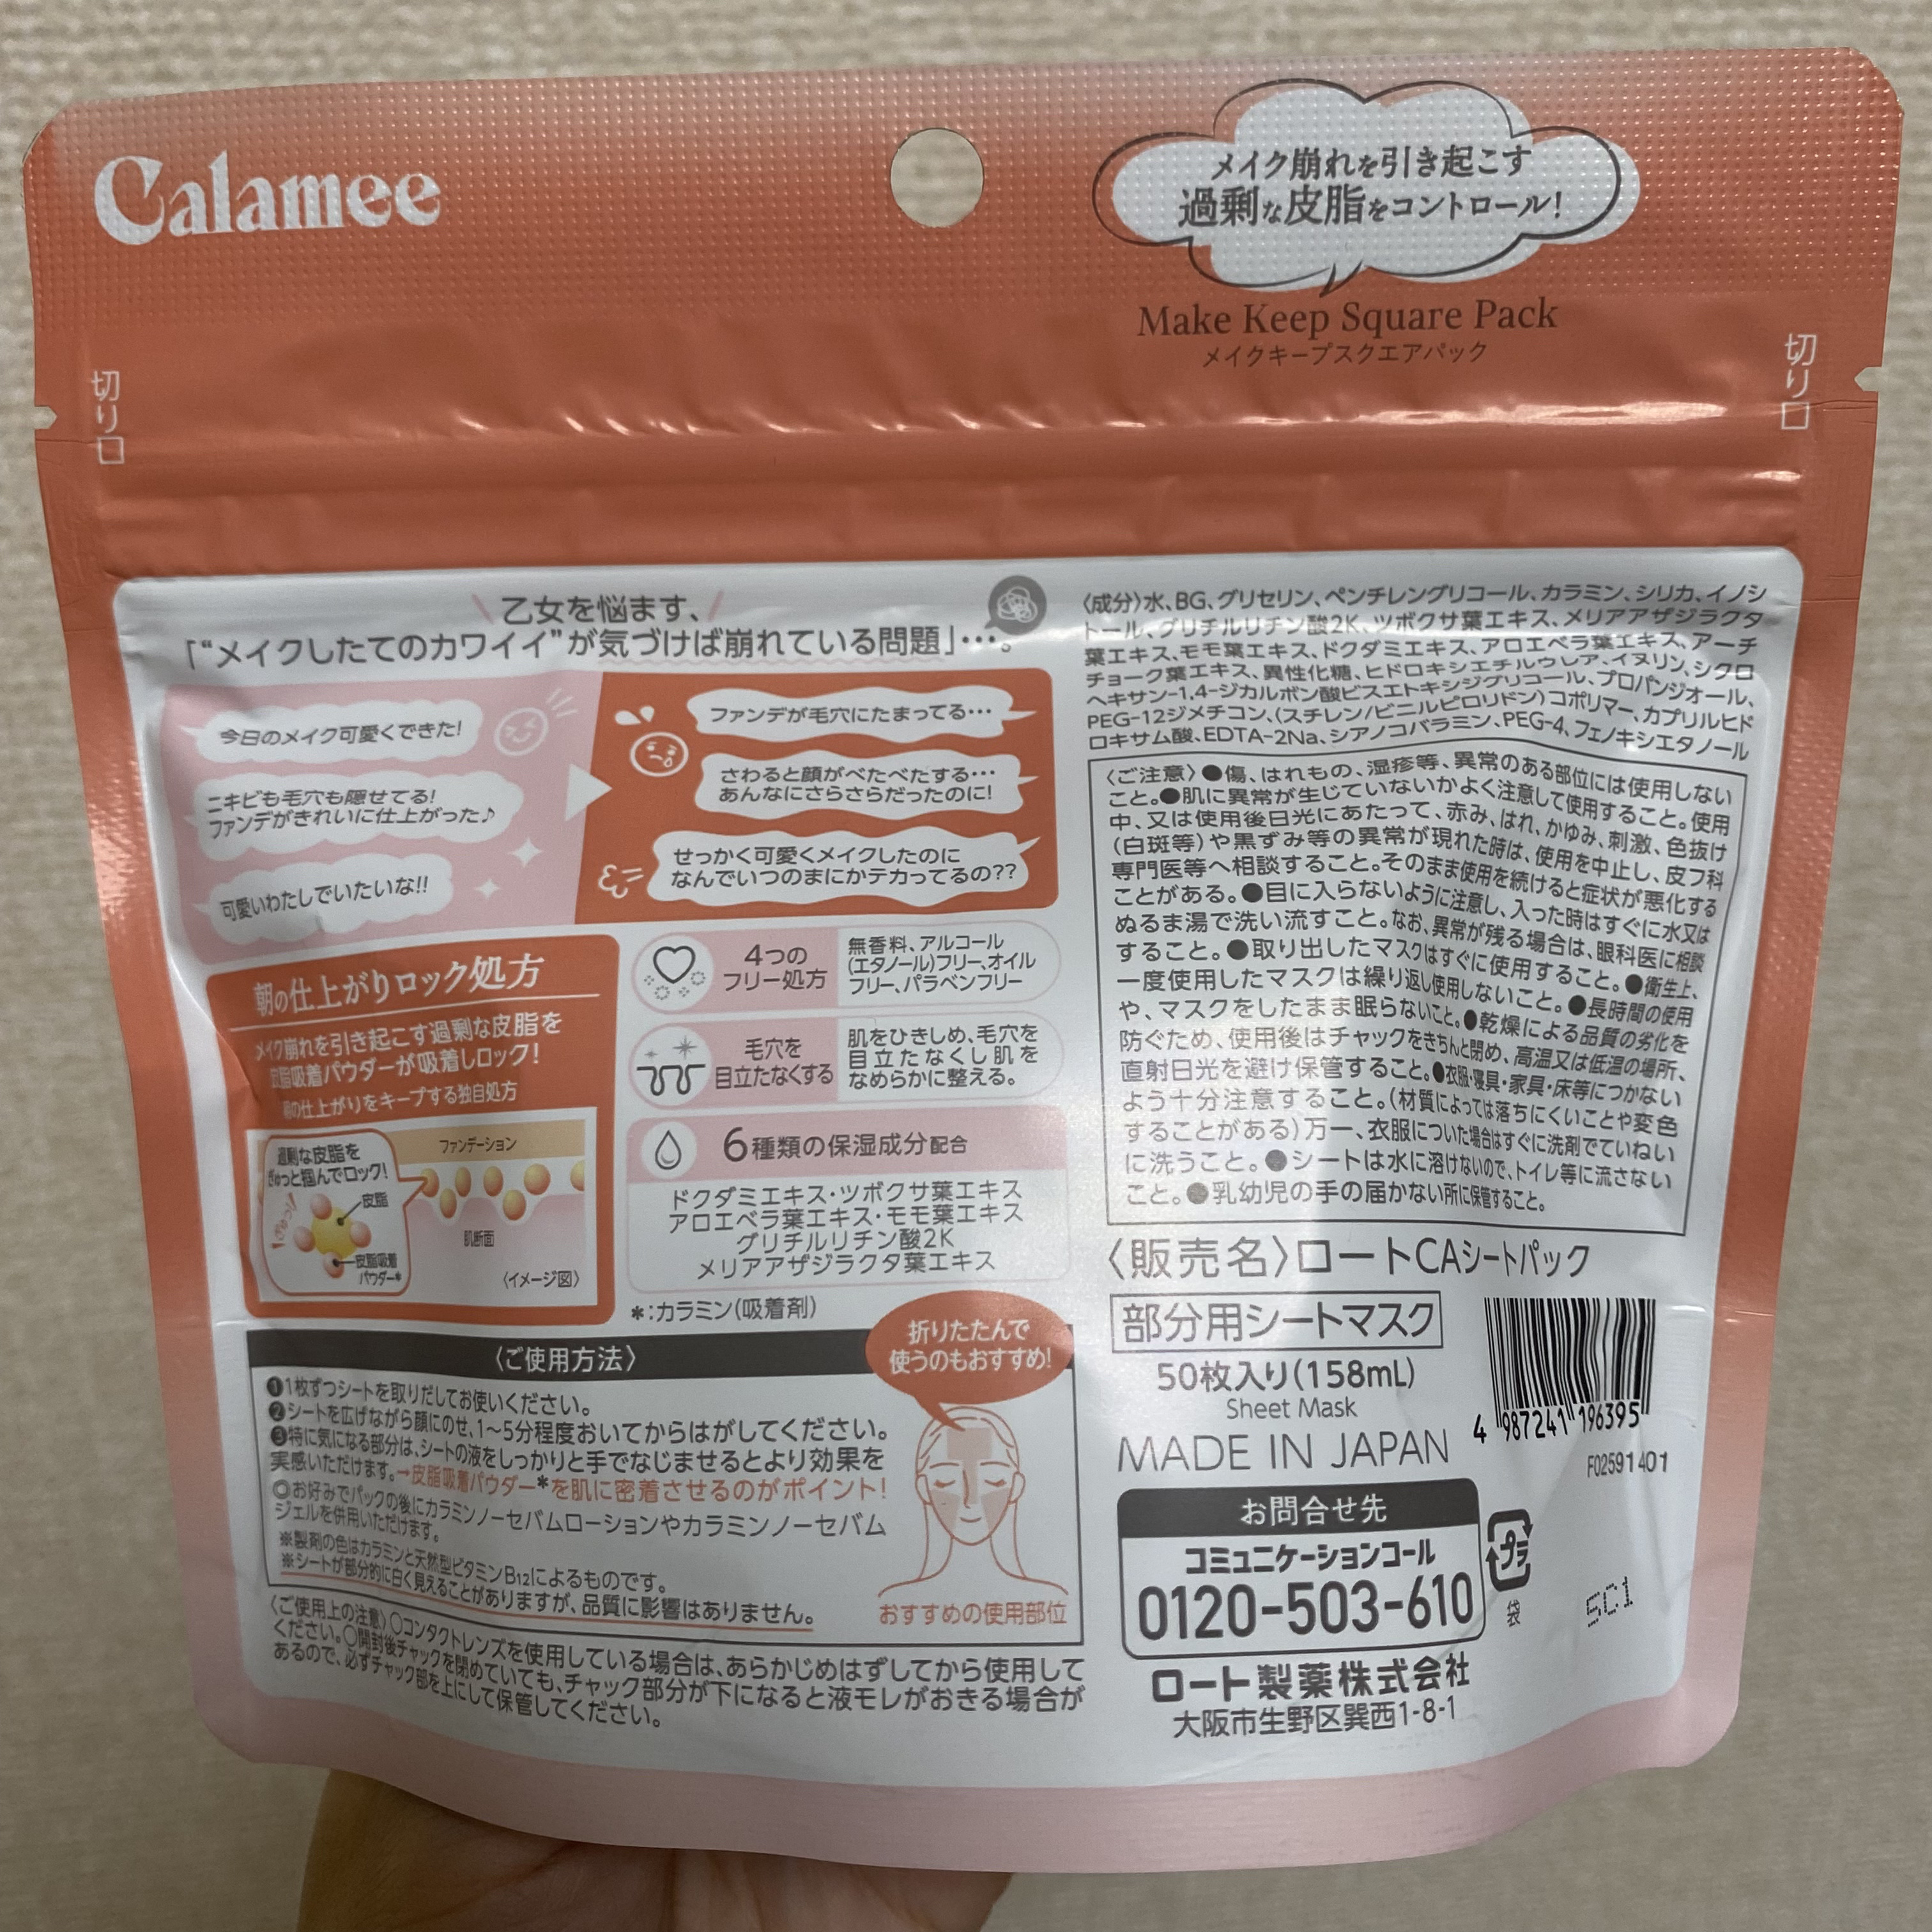 Calamee
メイク崩れを引き起こす
過剰な皮脂をコントロール!
Make Keep Square Pack
メイクキープスクエアパック
切り口
切り口
乙女を悩ます、
「“メイクしたてのカワイイ”が気づけば崩れている問題」…。
今日のメイク可愛くできた!
ニキビも毛穴も隠せてる!
ファンデがきれいに仕上がった♪
可愛いわたしでいたいな!!
ファンデが毛穴にたまってる…
さわると顔がべたべたする…
あんなにさらさらだったのに!
せっかく可愛くメイクしたのに
なんでいつのまにかテカってるの??
朝の仕上がりロック処方
メイク崩れを引き起こす過剰な皮脂を
皮脂吸着パウダーが吸着しロック!
朝の仕上がりをキープする独自処方
過剰な皮脂を
ぎゅっと掴んでロック!
ぎゅっ!
皮脂
皮脂吸着
パウダー*
ファンデーション
肌断面
〈イメージ図〉
4つの
フリー処方
無香料、アルコール
(エタノール)フリー、オイル
フリー、パラベンフリー
毛穴を
目立たなくする
肌をひきしめ、毛穴を
目立たなくし肌を
なめらかに整える。
6種類の保湿成分配合
ドクダミエキス・ツボクサ葉エキス
アロエベラ葉エキス・モモ葉エキス
グリチルリチン酸2K
メリアアザジラクタ葉エキス
*:カラミン(吸着剤)
〈ご使用方法〉
折りたたんで
使うのもおすすめ!
❶1枚ずつシートを取りだしてお使いください。
❷シートを広げながら顔にのせ、1~5分程度おいてからはがしてください。
❸特に気になる部分は、シートの液をしっかりと手でなじませるとより効果を
実感いただけます。→皮脂吸着パウダー*を肌に密着させるのがポイント!
◎お好みでパックの後にカラミンノーセバムローションやカラミンノーセバム
ジェルを併用いただけます。
※製剤の色はカラミンと天然型ビタミンB12によるものです。
※シートが部分的に白く見えることがありますが、品質に影響はありません。
おすすめの使用部位
〈ご使用上の注意〉○コンタクトレンズを使用している場合は、あらかじめはずしてから使用して
ください。○開封後チャックを閉めていても、チャック部分が下になると液モレがおきる場合が
あるので、必ずチャック部を上にして保管してください。
〈成分〉水、BG、グリセリン、ペンチレングリコール、カラミン、シリカ、イノシ
トール、グリチルリチン酸2K、ツボクサ葉エキス、メリアアザジラクタ
葉エキス、モモ葉エキス、ドクダミエキス、アロエベラ葉エキス、アーチ
チョーク葉エキス、異性化糖、ヒドロキシエチルウレア、イヌリン、シクロ
ヘキサン-1,4-ジカルボン酸ビスエトキシジグリコール、プロパンジオール、
PEG-12ジメチコン、(スチレン/ビニルピロリドン)コポリマー、カプリルヒド
ロキサム酸、EDTA-2Na、シアノコバラミン、PEG-4、フェノキシエタノール
〈ご注意〉●傷、はれもの、湿疹等、異常のある部位には使用しない
こと。●肌に異常が生じていないかよく注意して使用すること。使用
中、又は使用後日光にあたって、赤み、はれ、かゆみ、刺激、色抜け
(白斑等)や黒ずみ等の異常が現れた時は、使用を中止し、皮フ科
専門医等へ相談すること。そのまま使用を続けると症状が悪化する
ことがある。●目に入らないように注意し、入った時はすぐに水又は
ぬるま湯で洗い流すこと。なお、異常が残る場合は、眼科医に相談
すること。●取り出したマスクはすぐに使用すること。●衛生上、
一度使用したマスクは繰り返し使用しないこと。●長時間の使用
や、マスクをしたまま眠らないこと。●乾燥による品質の劣化を
防ぐため、使用後はチャックをきちんと閉め、高温又は低温の場所、
直射日光を避け保管すること。●衣服・寝具・家具・床等につかない
よう十分注意すること。(材質によっては落ちにくいことや変色
することがある)万一、衣服についた場合はすぐに洗剤でていねい
に洗うこと。●シートは水に溶けないので、トイレ等に流さない
こと。●乳幼児の手の届かない所に保管すること。
〈販売名〉ロートCAシートパック
部分用シートマスク
50枚入り(158mL)
Sheet Mask
MADE IN JAPAN
4 987241 196395
F02591401
お問合せ先
コミュニケーションコール
0120-503-610
プラ
袋
5C1
ロート製薬株式会社
大阪市生野区巽西1-8-1